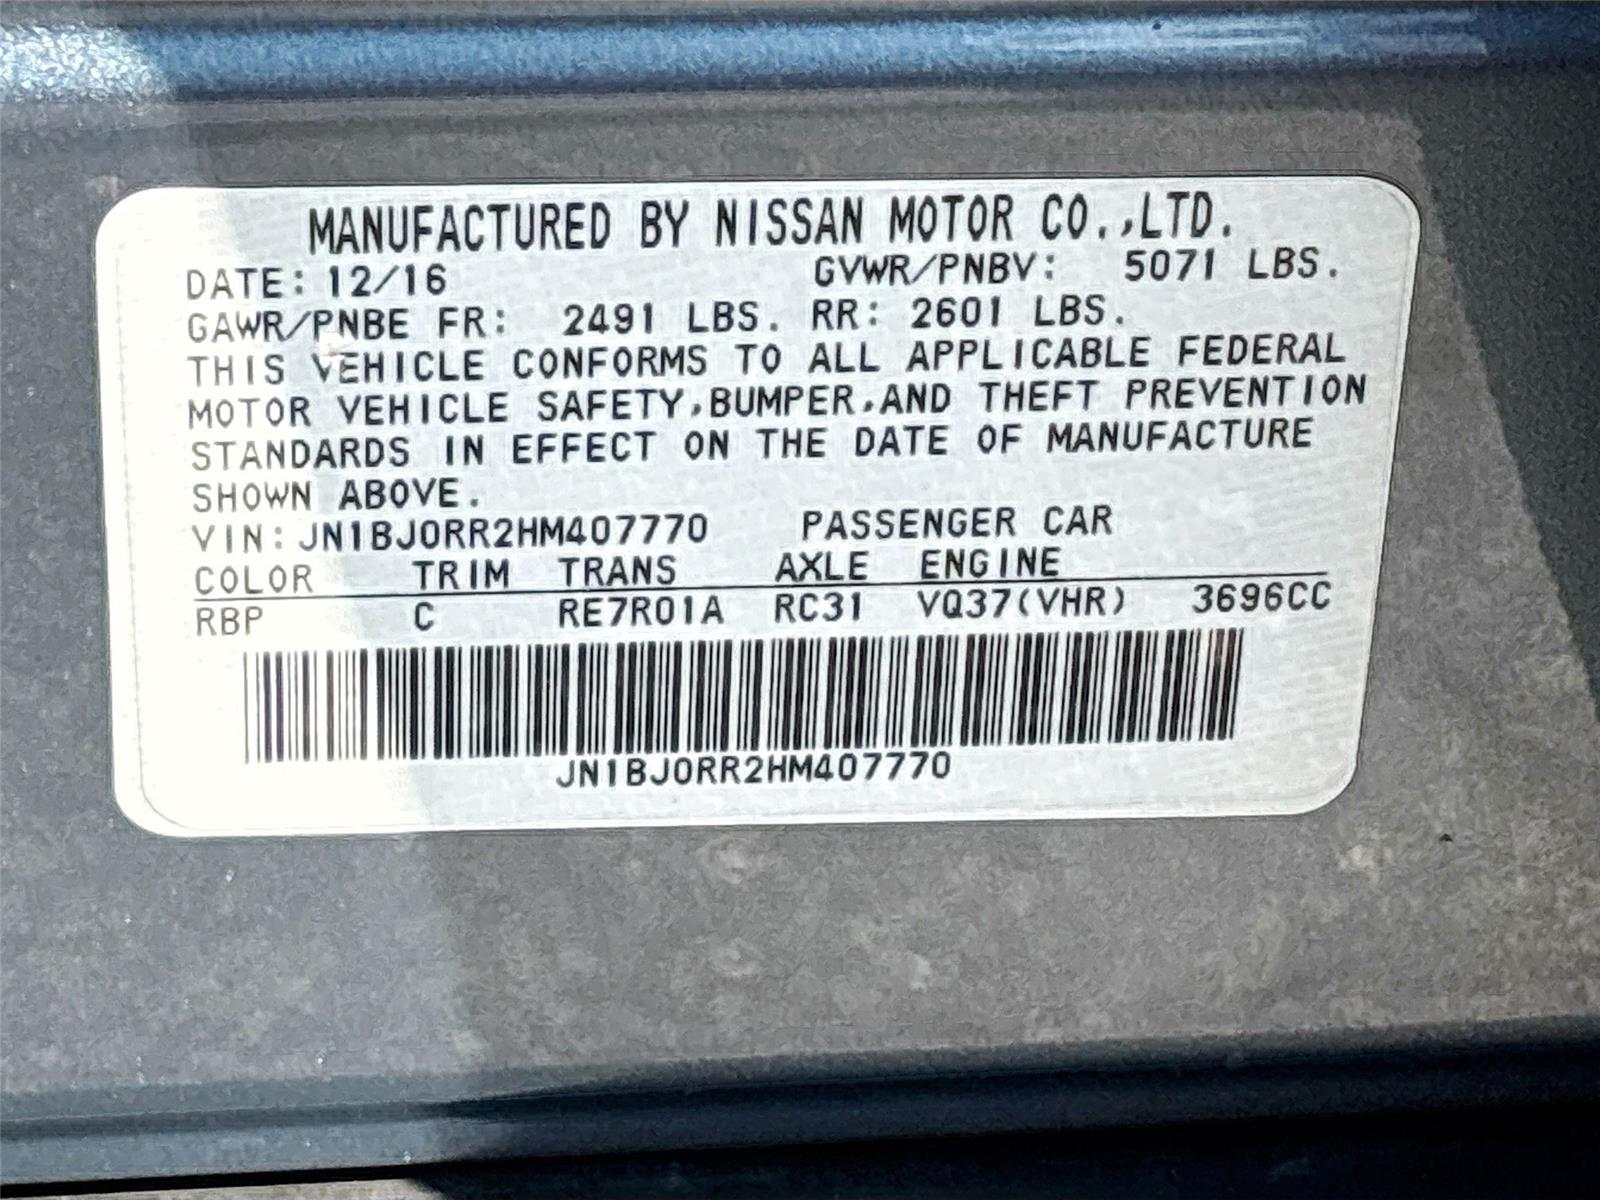 MANUFACTURED BY NISSAN MOTOR CO.,LTD.
DATE: 12/16 GVWR/PNBV: 5071 LBS.
GAWR/PNBE FR: 2491 LBS. RR: 2601 LBS.
THIS VEHICLE CONFORMS TO ALL APPLICABLE FEDERAL
MOTOR VEHICLE SAFETY,BUMPER,AND THEFT PREVENTION
STANDARDS IN EFFECT ON THE DATE OF MANUFACTURE
SHOWN ABOVE.
VIN: JN1BJ0RR2HM407770 PASSENGER CAR
COLOR TRIM TRANS AXLE ENGINE
RBP C RE7R01A RC31 VQ37(VHR) 3696CC
JN1BJ0RR2HM407770